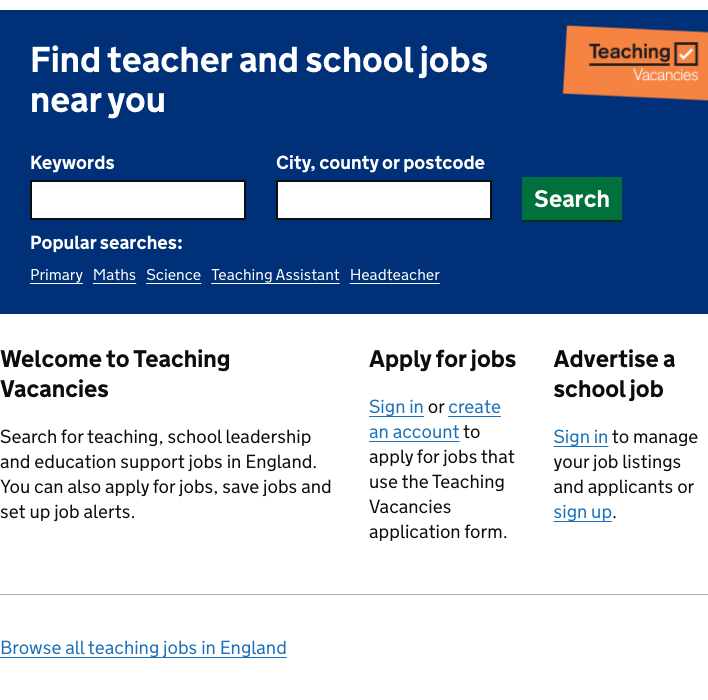 Find teacher and school jobs
near you
Teaching
Vacancies
Keywords
City, county or postcode
Search
Popular searches:
Primary Maths Science Teaching Assistant Headteacher
Welcome to Teaching
Vacancies
Search for teaching, school leadership
and education support jobs in England.
You can also apply for jobs, save jobs and
set up job alerts.
Apply for jobs
Sign in or create
an account to
apply for jobs that
use the Teaching
Vacancies
application form.
Advertise a
school job
Sign in to manage
your job listings
and applicants or
sign up.
Browse all teaching jobs in England